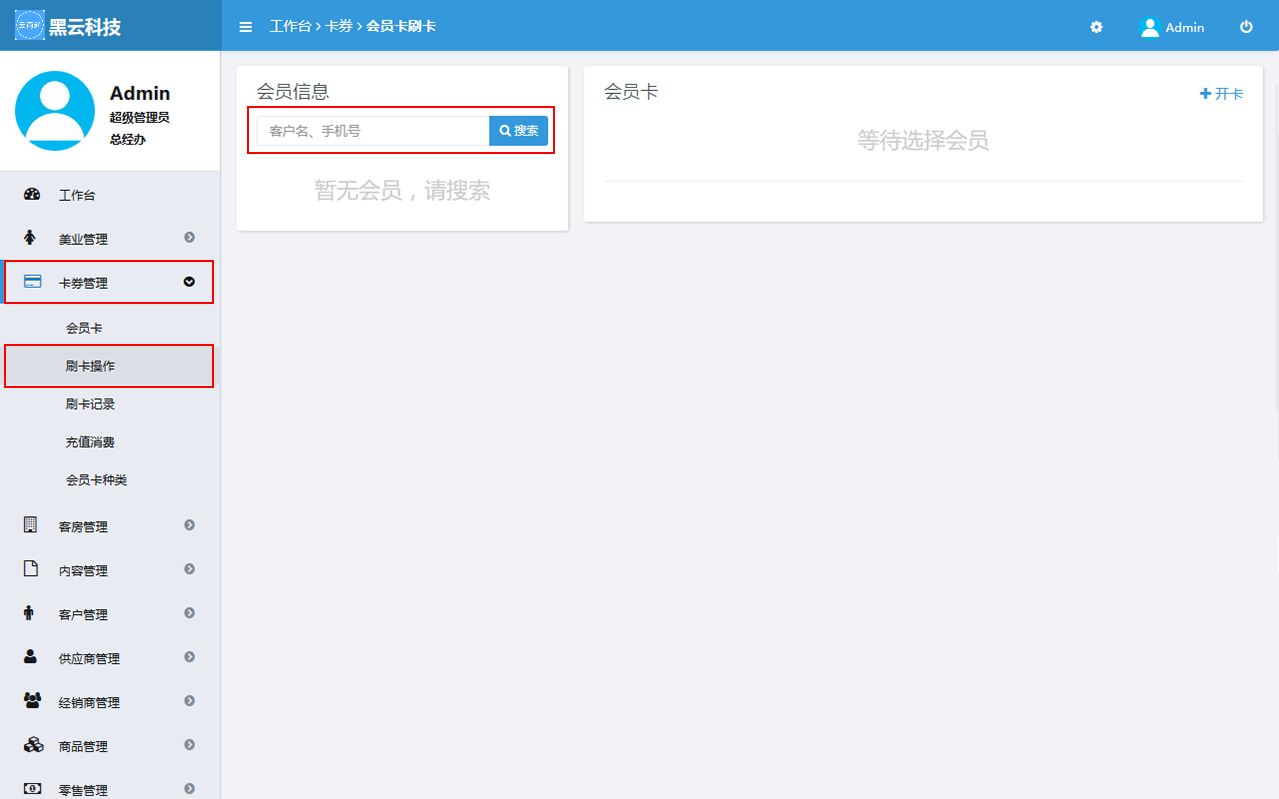 黑云科技
工作台 > 卡券 > 会员卡刷卡
Admin
Admin
超级管理员
总经办
工作台
美业管理
卡券管理
会员卡
刷卡操作
刷卡记录
充值消费
会员卡种类
客房管理
内容管理
客户管理
供应商管理
经销商管理
商品管理
零售管理
会员信息
客户名、手机号
搜索
暂无会员，请搜索
会员卡
开卡
等待选择会员